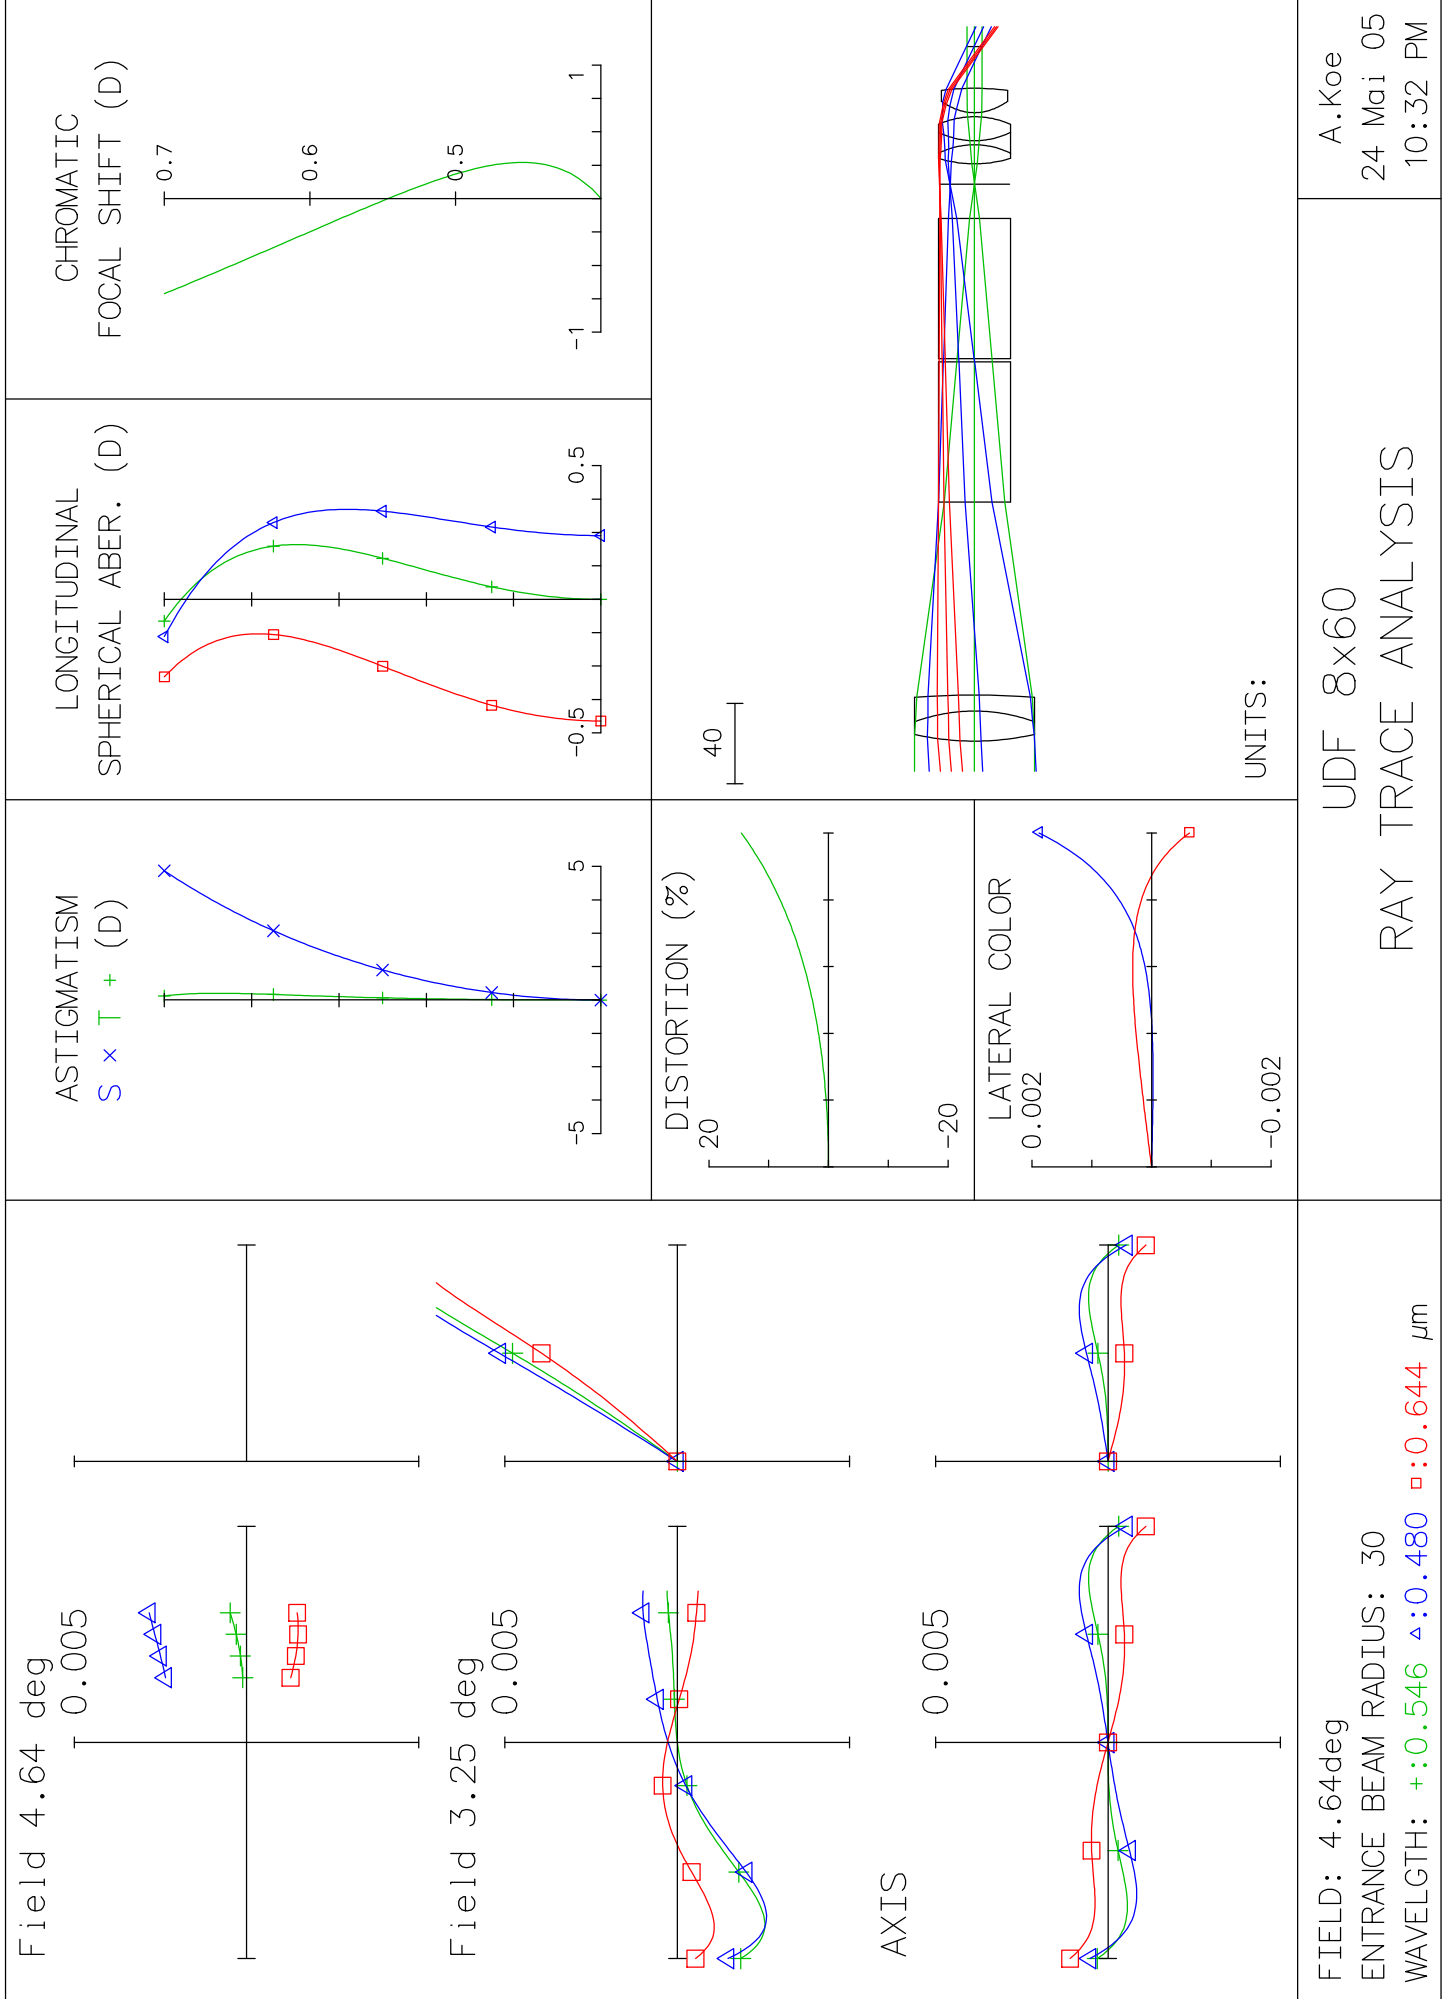 Field 4.64 deg
0.005
Field 3.25 deg
0.005
AXIS
0.005
ASTIGMATISM
S × T + (D)
-5
5
LONGITUDINAL
SPHERICAL ABER. (D)
-0.5
0.5
CHROMATIC
FOCAL SHIFT (D)
0.7
0.6
0.5
-1
1
DISTORTION (%)
20
-20
LATERAL COLOR
0.002
-0.002
40
UNITS:
FIELD: 4.64deg
ENTRANCE BEAM RADIUS: 30
WAVELGTH: +:0.546 △:0.480 □:0.644 µm
UDF 8x60
RAY TRACE ANALYSIS
A.Koe
24 Mai 05
10:32 PM